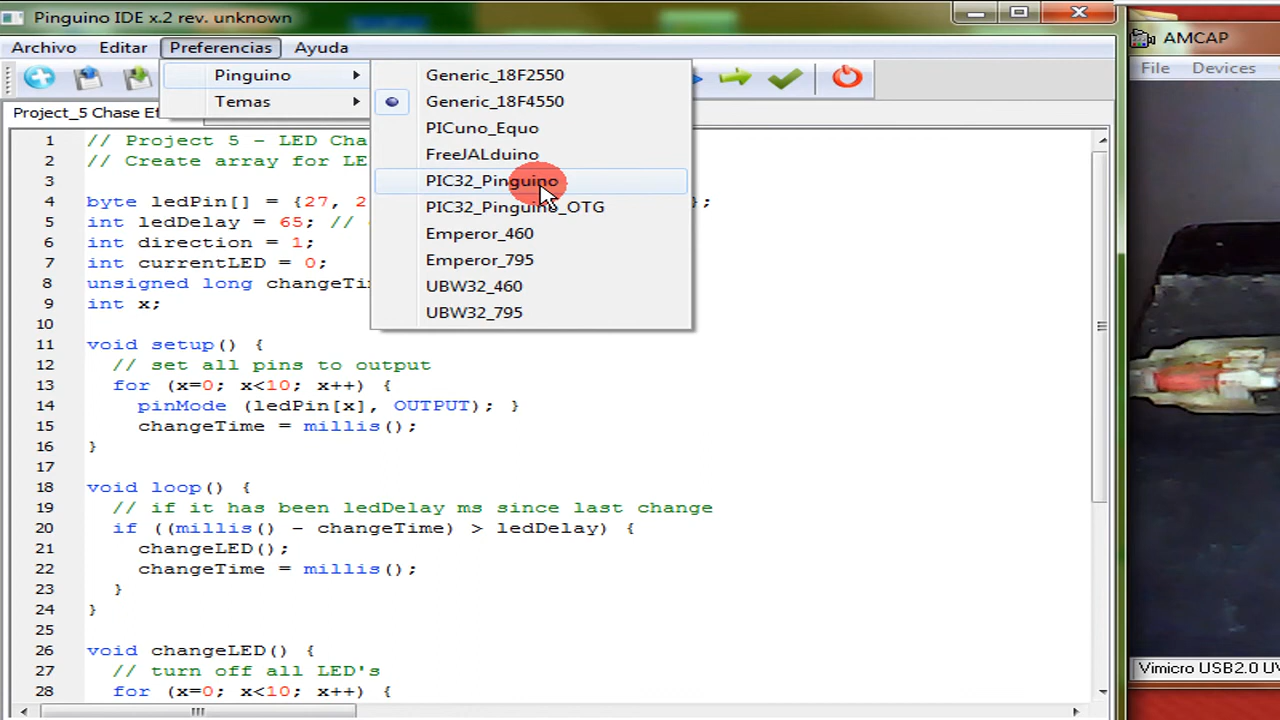 Pinguino IDE x.2 rev. unknown
Archivo Editar Preferencias Ayuda
Pinguino
Temas
Generic_18F2550
Generic_18F4550
PICuno_Equo
FreeJALduino
PIC32_Pinguino
PIC32_Pinguino_OTG
Emperor_460
Emperor_795
UBW32_460
UBW32_795
Project_5 Chase Ef
1 // Project 5 - LED Cha
2 // Create array for LE
3
4 byte ledPin[] = {27, 2 };
5 int ledDelay = 65; //
6 int direction = 1;
7 int currentLED = 0;
8 unsigned long changeTi
9 int x;
10
11 void setup() {
12 // set all pins to output
13 for (x=0; x<10; x++) {
14 pinMode (ledPin[x], OUTPUT); }
15 changeTime = millis();
16 }
17
18 void loop() {
19 // if it has been ledDelay ms since last change
20 if ((millis() - changeTime) > ledDelay) {
21 changeLED();
22 changeTime = millis();
23 }
24 }
25
26 void changeLED() {
27 // turn off all LED's
28 for (x=0; x<10; x++) {
AMCAP
File Devices
Vimicro USB2.0 UV